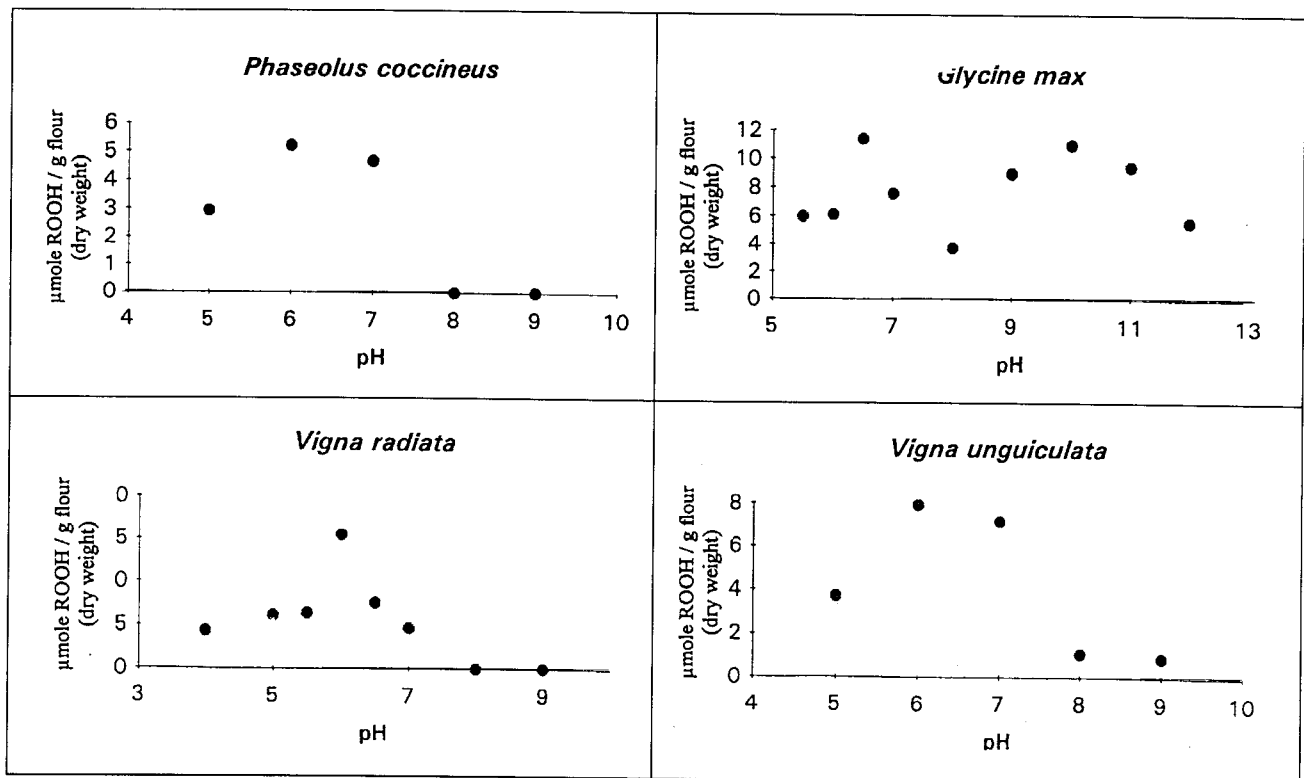 Phaseolus coccineus
µmole ROOH / g flour
(dry weight)
6
5
4
3
2
1
0
4 5 6 7 8 9 10
pH
Glycine max
µmole ROOH / g flour
(dry weight)
12
10
8
6
4
2
0
5 7 9 11 13
pH
Vigna radiata
µmole ROOH / g flour
(dry weight)
0
5
0
5
0
3 5 7 9
pH
Vigna unguiculata
µmole ROOH / g flour
(dry weight)
8
6
4
2
0
4 5 6 7 8 9 10
pH